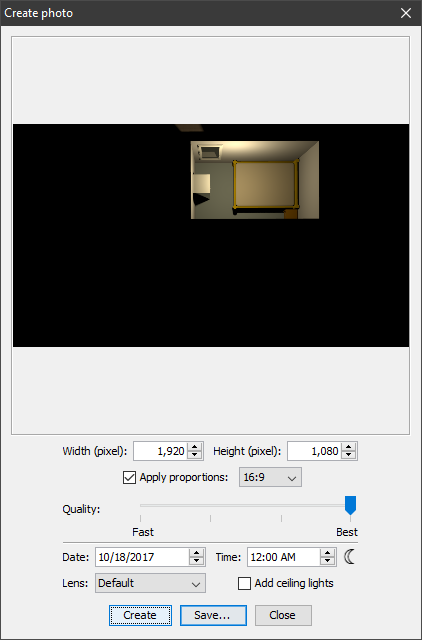 Create photo
Width (pixel): 1,920 Height (pixel): 1,080
Apply proportions: 16:9
Quality:
Fast Best
Date: 10/18/2017 Time: 12:00 AM
Lens: Default Add ceiling lights
Create Save... Close